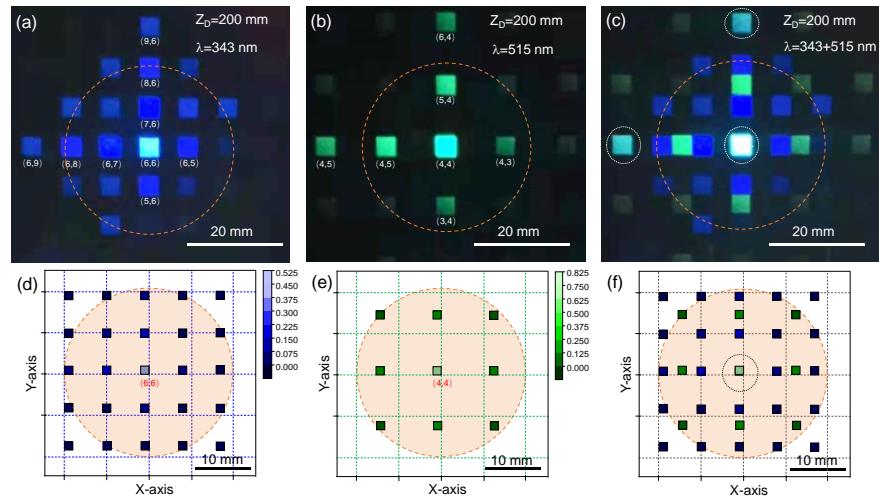 (a)
Z_D=200 mm
λ=343 nm
(9,6)
(8,6)
(7,6)
(6,9)
(6,8)
(6,7)
(6,6)
(6,5)
(5,6)
20 mm
(b)
Z_D=200 mm
λ=515 nm
(6,4)
(5,4)
(4,5)
(4,5)
(4,4)
(4,3)
(3,4)
20 mm
(c)
Z_D=200 mm
λ=343+515 nm
20 mm
(d)
0.525
0.450
0.375
0.300
0.225
0.150
0.075
0.000
(6,6)
10 mm
Y-axis
X-axis
(e)
0.825
0.750
0.625
0.500
0.375
0.250
0.125
0.000
(4,4)
10 mm
Y-axis
X-axis
(f)
10 mm
Y-axis
X-axis